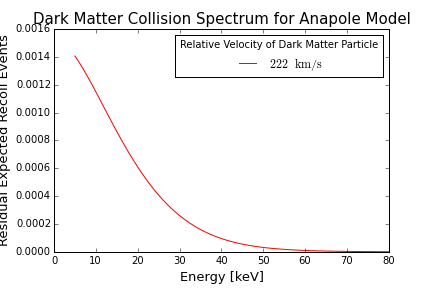 Dark Matter Collision Spectrum for Anapole Model
Residual Expected Recoil Events
0.0016
0.0014
0.0012
0.0010
0.0008
0.0006
0.0004
0.0002
0.0000
Relative Velocity of Dark Matter Particle
222 km/s
0 10 20 30 40 50 60 70 80
Energy [keV]